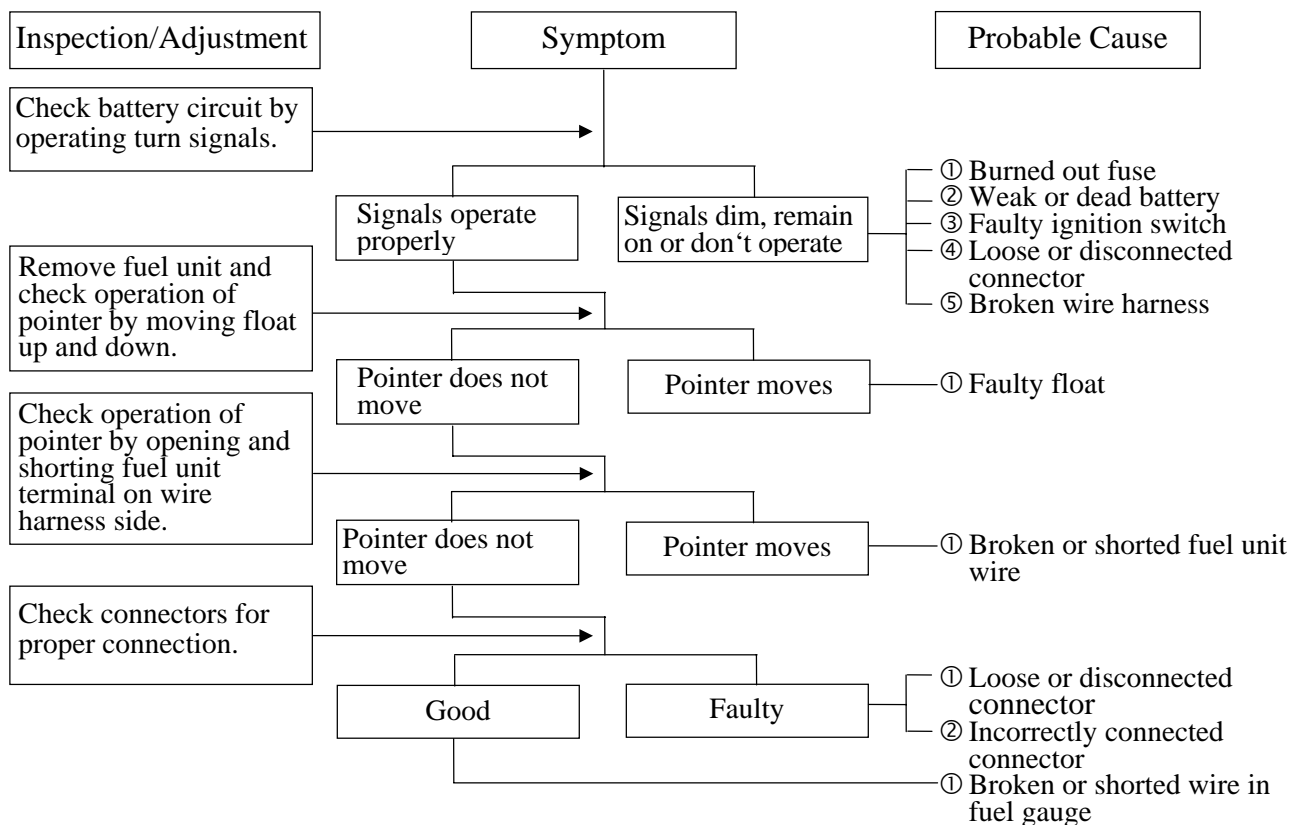 Inspection/Adjustment
Symptom
Probable Cause
Check battery circuit by
operating turn signals.
Signals operate
properly
Signals dim, remain
on or don‘t operate
① Burned out fuse
② Weak or dead battery
③ Faulty ignition switch
④ Loose or disconnected
connector
⑤ Broken wire harness
Remove fuel unit and
check operation of
pointer by moving float
up and down.
Pointer does not
move
Pointer moves
① Faulty float
Check operation of
pointer by opening and
shorting fuel unit
terminal on wire
harness side.
Pointer does not
move
Pointer moves
① Broken or shorted fuel unit
wire
Check connectors for
proper connection.
Good
Faulty
① Loose or disconnected
connector
② Incorrectly connected
connector
① Broken or shorted wire in
fuel gauge